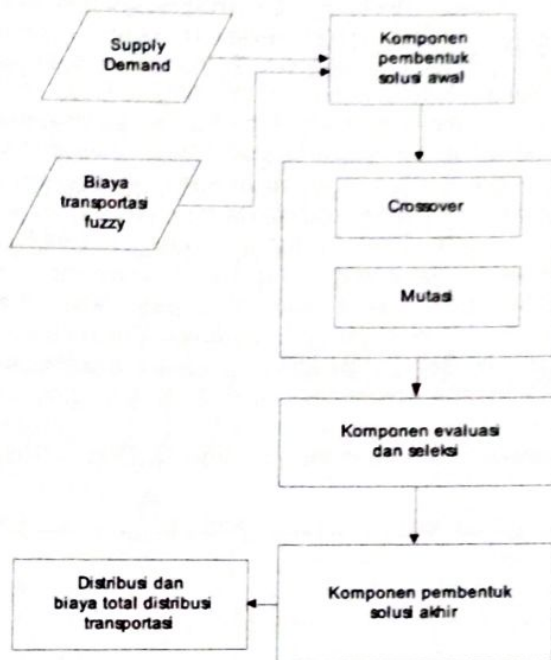 Supply
Demand
Komponen
pembentuk
solusi awal
Biaya
transportasi
fuzzy
Crossover
Mutasi
Komponen evaluasi
dan seleksi
Komponen pembentuk
solusi akhir
Distribusi dan
biaya total distribusi
transportasi